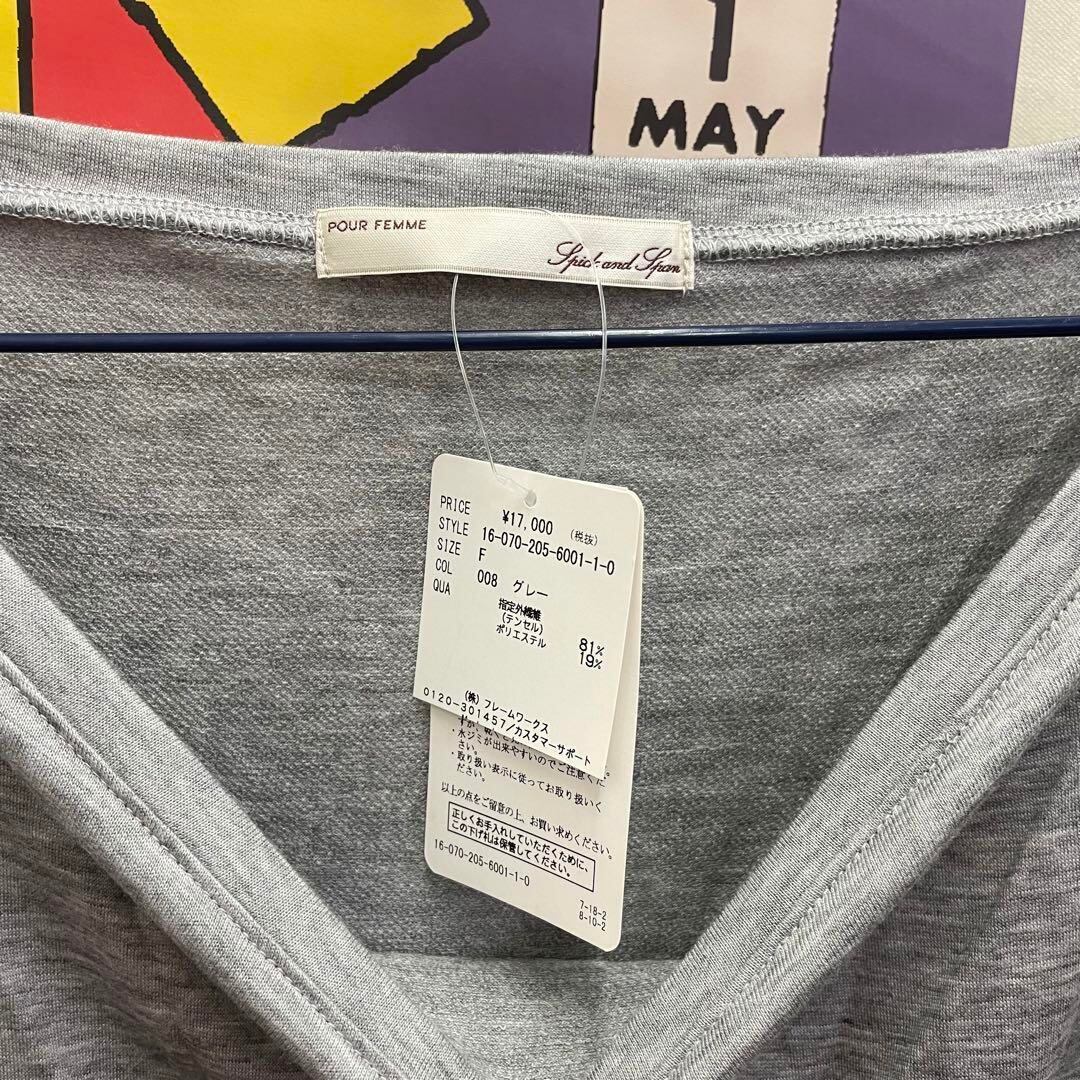 1
MAY
POUR FEMME
Spick and Span
PRICE ¥17,000 (税抜)
STYLE 16-070-205-6001-1-0
SIZE F
COL 008 グレー
QUA 指定外繊維
(テンセル) 81%
ポリエステル 19%
(株)フレームワークス
0120-301457/カスタマーサポート
・水ジミが出来やすいのでご注意くだ
さい。
・取り扱い表示に従ってお取り扱いく
ださい。
以上の点をご留意の上、お買い求めください。
正しくお手入れしていただくために、
この下げ札は保管してください。
16-070-205-6001-1-0
7-18-2
8-10-2